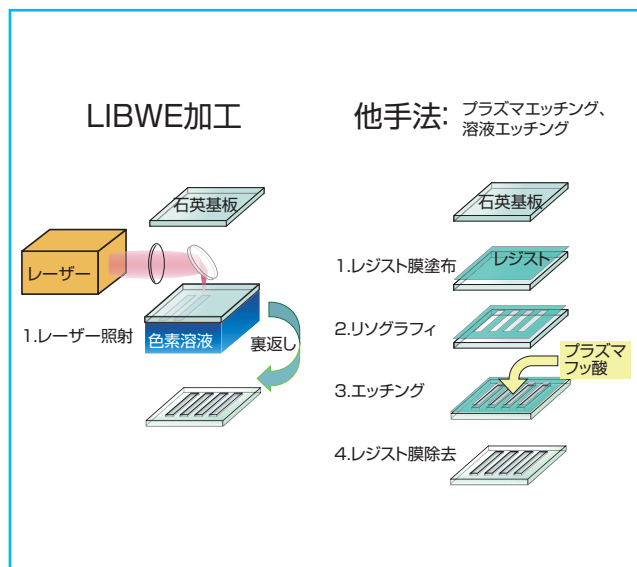 LIBWE加工
石英基板
レーザー
1.レーザー照射
色素溶液
裏返し
他手法:
プラズマエッチング、
溶液エッチング
石英基板
1.レジスト膜塗布
レジスト
2.リソグラフィ
プラズマ
フッ酸
3.エッチング
4.レジスト膜除去